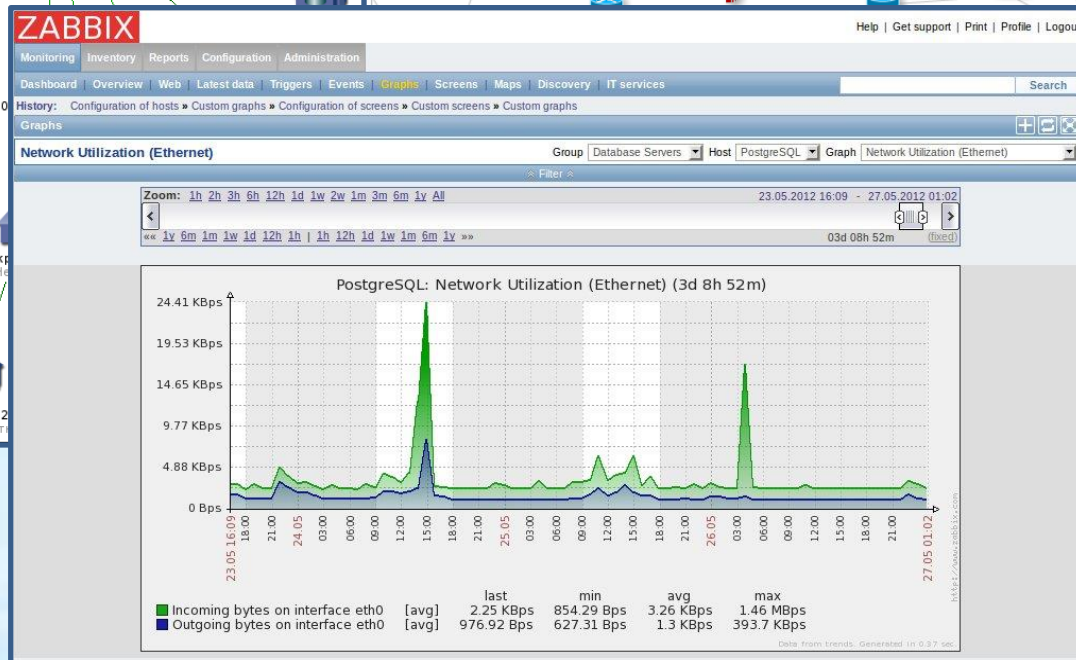 ZABBIX
Help | Get support | Print | Profile | Logout
Monitoring Inventory Reports Configuration Administration
Dashboard | Overview | Web | Latest data | Triggers | Events | Graphs | Screens | Maps | Discovery | IT services Search
History: Configuration of hosts » Custom graphs » Configuration of screens » Custom screens » Custom graphs
Graphs
Network Utilization (Ethernet) Group Database Servers Host PostgreSQL Graph Network Utilization (Ethernet)
Filter
Zoom: 1h 2h 3h 6h 12h 1d 1w 2w 1m 3m 6m 1y All 23.05.2012 16:09 - 27.05.2012 01:02
«« 1y 6m 1m 1w 1d 12h 1h | 1h 12h 1d 1w 1m 6m 1y »» 03d 08h 52m (fixed)
PostgreSQL: Network Utilization (Ethernet) (3d 8h 52m)
24.41 KBps
19.53 KBps
14.65 KBps
9.77 KBps
4.88 KBps
0 Bps
23.05 16:09 18:00 21:00 24.05 03:00 06:00 09:00 12:00 15:00 18:00 21:00 25.05 03:00 06:00 09:00 12:00 15:00 18:00 21:00 26.05 03:00 06:00 09:00 12:00 15:00 18:00 21:00 27.05 01:02
http://www.zabbix.com
last min avg max
Incoming bytes on interface eth0 [avg] 2.25 KBps 854.29 Bps 3.26 KBps 1.46 MBps
Outgoing bytes on interface eth0 [avg] 976.92 Bps 627.31 Bps 1.3 KBps 393.7 KBps
Data from trends. Generated in 0.37 sec.